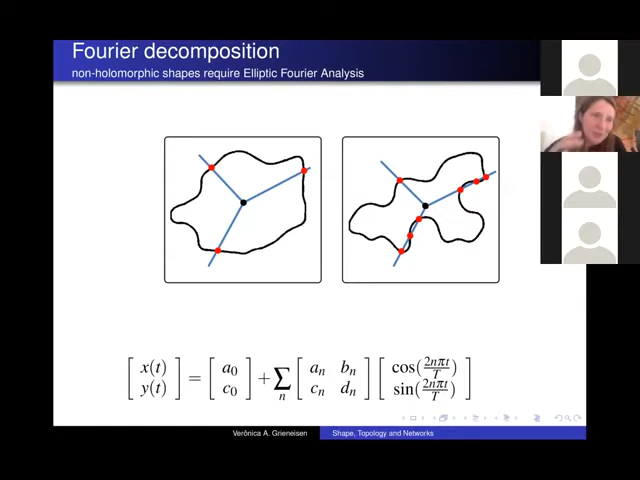 Fourier decomposition
non-holomorphic shapes require Elliptic Fourier Analysis
[ x(t) ] = [ a₀ ] + ∑ₙ [ aₙ bₙ ] [ cos(2nπt/T) ]
[ y(t) ] [ c₀ ] [ cₙ dₙ ] [ sin(2nπt/T) ]
Verônica A. Grieneisen Shape, Topology and Networks